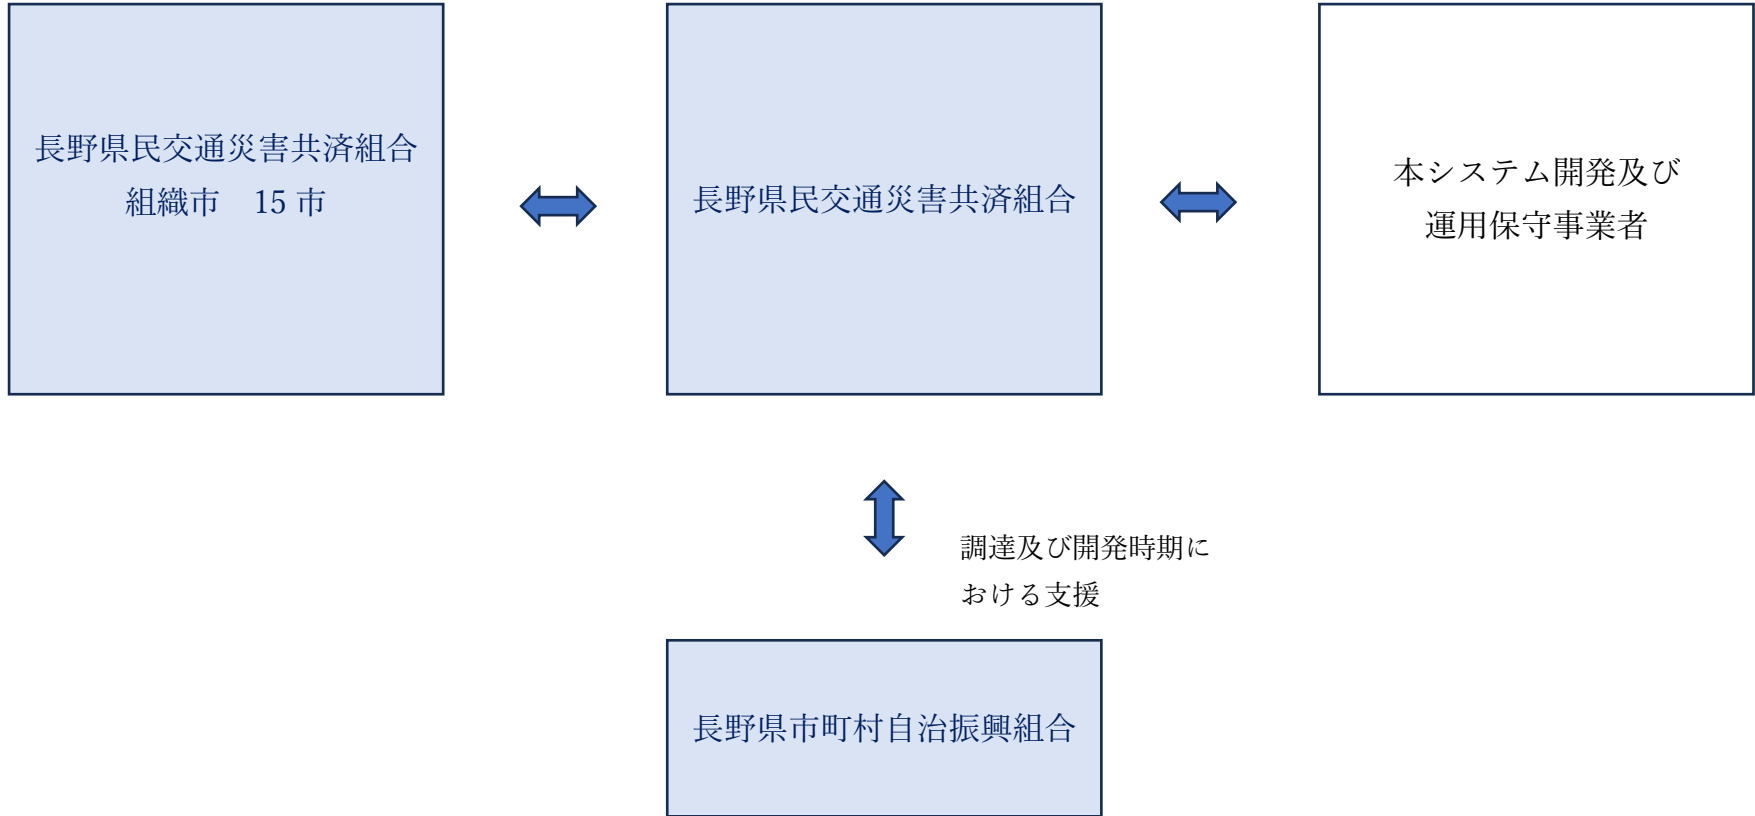 長野県民交通災害共済組合
組織市　15 市
長野県民交通災害共済組合
本システム開発及び
運用保守事業者
調達及び開発時期に
おける支援
長野県市町村自治振興組合